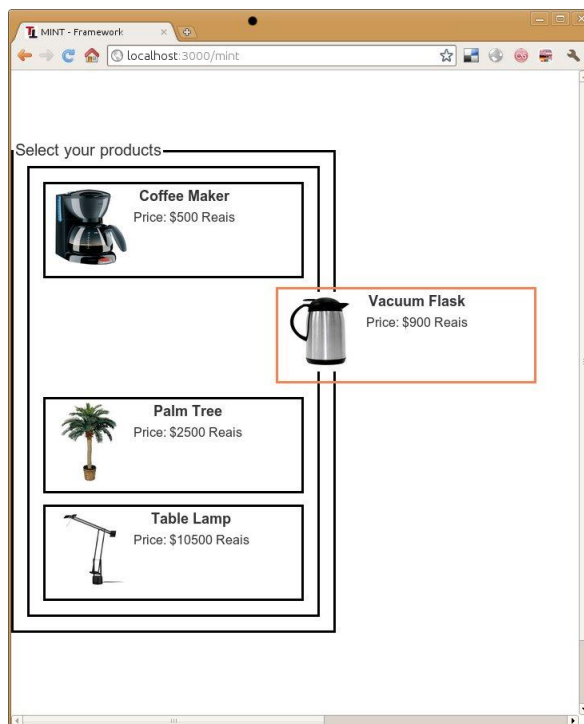 MINT - Framework
localhost:3000/mint
Select your products
Coffee Maker
Price: $500 Reais
Vacuum Flask
Price: $900 Reais
Palm Tree
Price: $2500 Reais
Table Lamp
Price: $10500 Reais